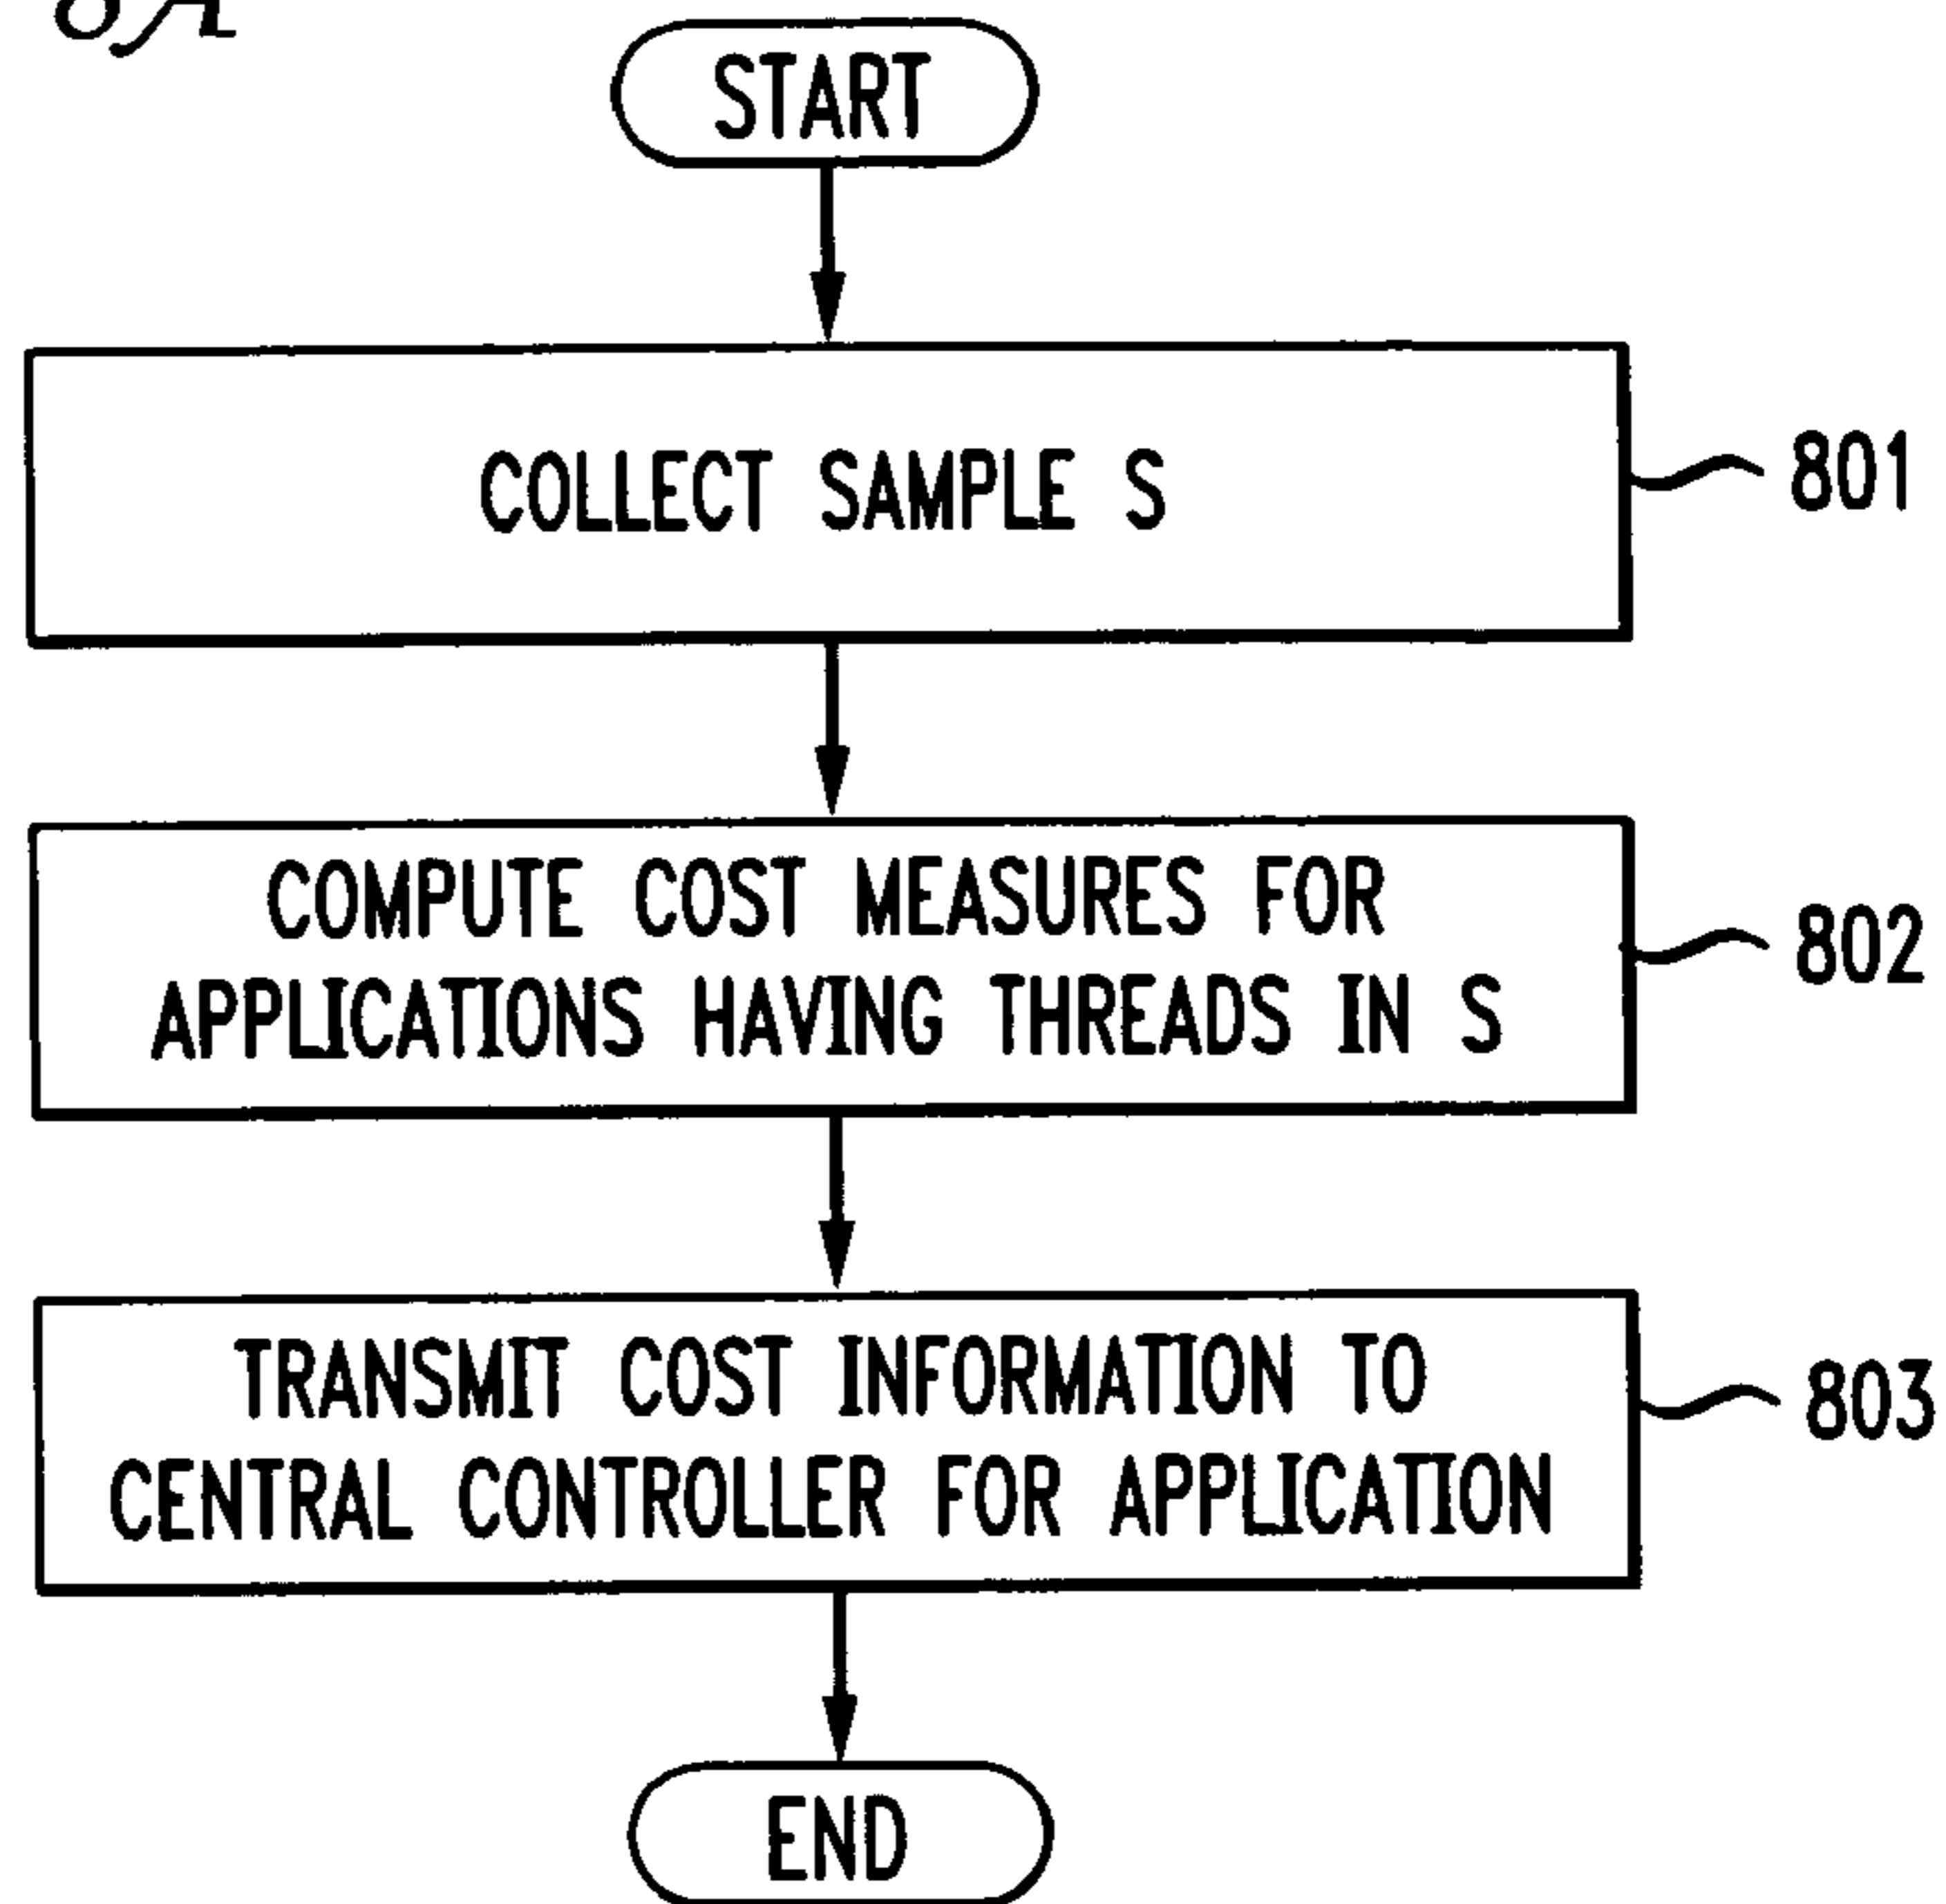 8A
START
COLLECT SAMPLE S
801
COMPUTE COST MEASURES FOR
APPLICATIONS HAVING THREADS IN S
802
TRANSMIT COST INFORMATION TO
CENTRAL CONTROLLER FOR APPLICATION
803
END